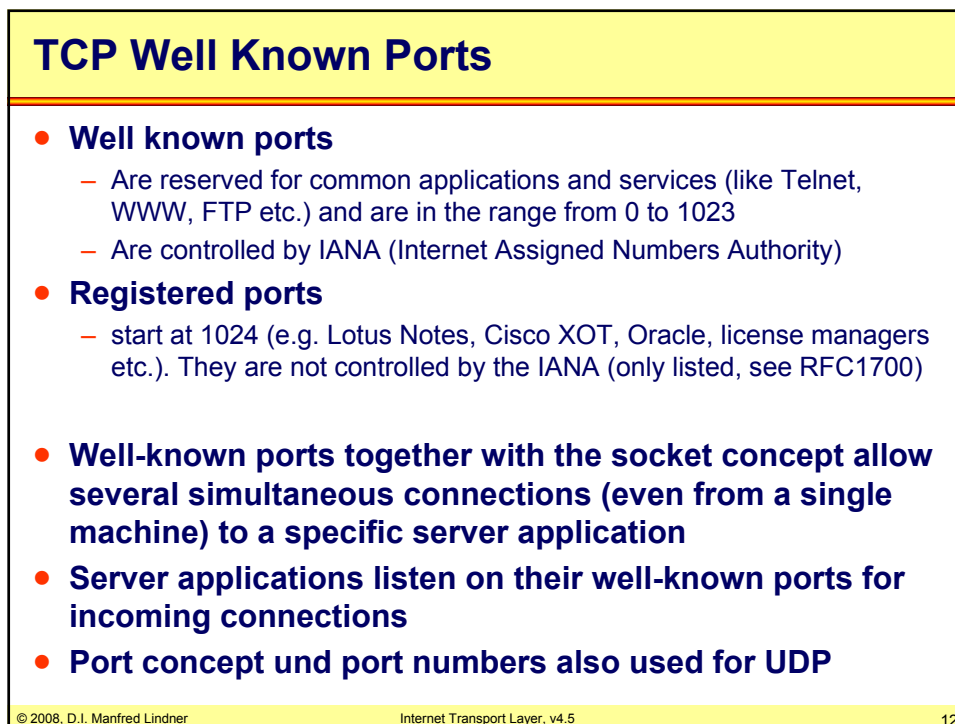 TCP Well Known Ports
• Well known ports
– Are reserved for common applications and services (like Telnet,
WWW, FTP etc.) and are in the range from 0 to 1023
– Are controlled by IANA (Internet Assigned Numbers Authority)
• Registered ports
– start at 1024 (e.g. Lotus Notes, Cisco XOT, Oracle, license managers
etc.). They are not controlled by the IANA (only listed, see RFC1700)
• Well-known ports together with the socket concept allow
several simultaneous connections (even from a single
machine) to a specific server application
• Server applications listen on their well-known ports for
incoming connections
• Port concept und port numbers also used for UDP
© 2008, D.I. Manfred Lindner Internet Transport Layer, v4.5 12